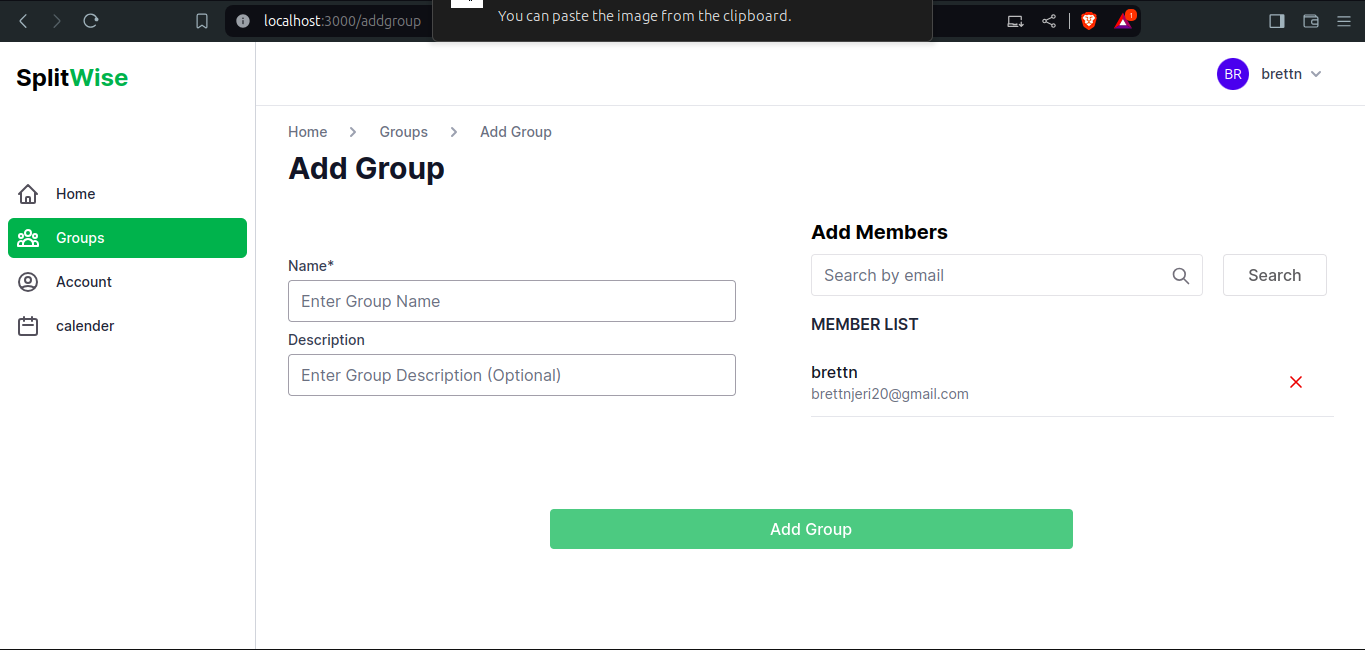 localhost:3000/addgroup
You can paste the image from the clipboard.
1
SplitWise
BR
brettn
Home
Groups
Add Group
Add Group
Home
Groups
Account
calender
Name*
Enter Group Name
Description
Enter Group Description (Optional)
Add Members
Search by email
Search
MEMBER LIST
brettn
brettnjeri20@gmail.com
Add Group